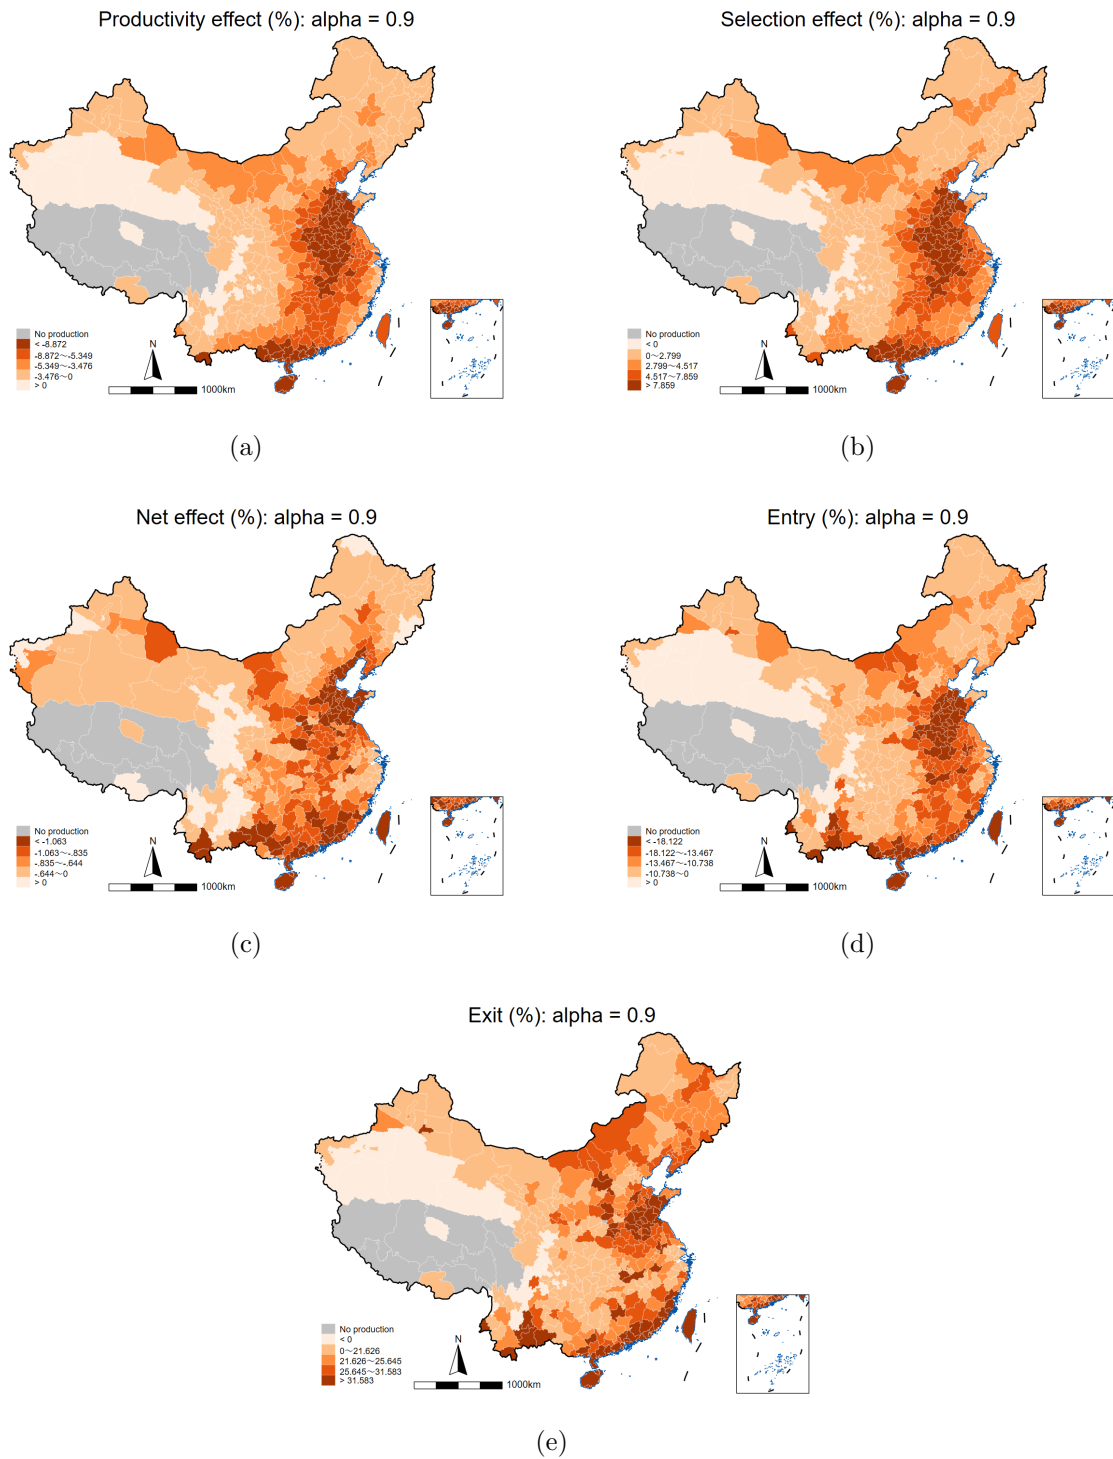 Productivity effect (%): alpha = 0.9
No production
< -8.872
-8.872～-5.349
-5.349～-3.476
-3.476～0
> 0
N
1000km
(a)
Selection effect (%): alpha = 0.9
No production
< 0
0～2.799
2.799～4.517
4.517～7.859
> 7.859
N
1000km
(b)
Net effect (%): alpha = 0.9
No production
< -1.063
-1.063～-.835
-.835～-.644
-.644～0
> 0
N
1000km
(c)
Entry (%): alpha = 0.9
No production
< -18.122
-18.122～-13.467
-13.467～-10.738
-10.738～0
> 0
N
1000km
(d)
Exit (%): alpha = 0.9
No production
< 0
0～21.626
21.626～25.645
25.645～31.583
> 31.583
N
1000km
(e)